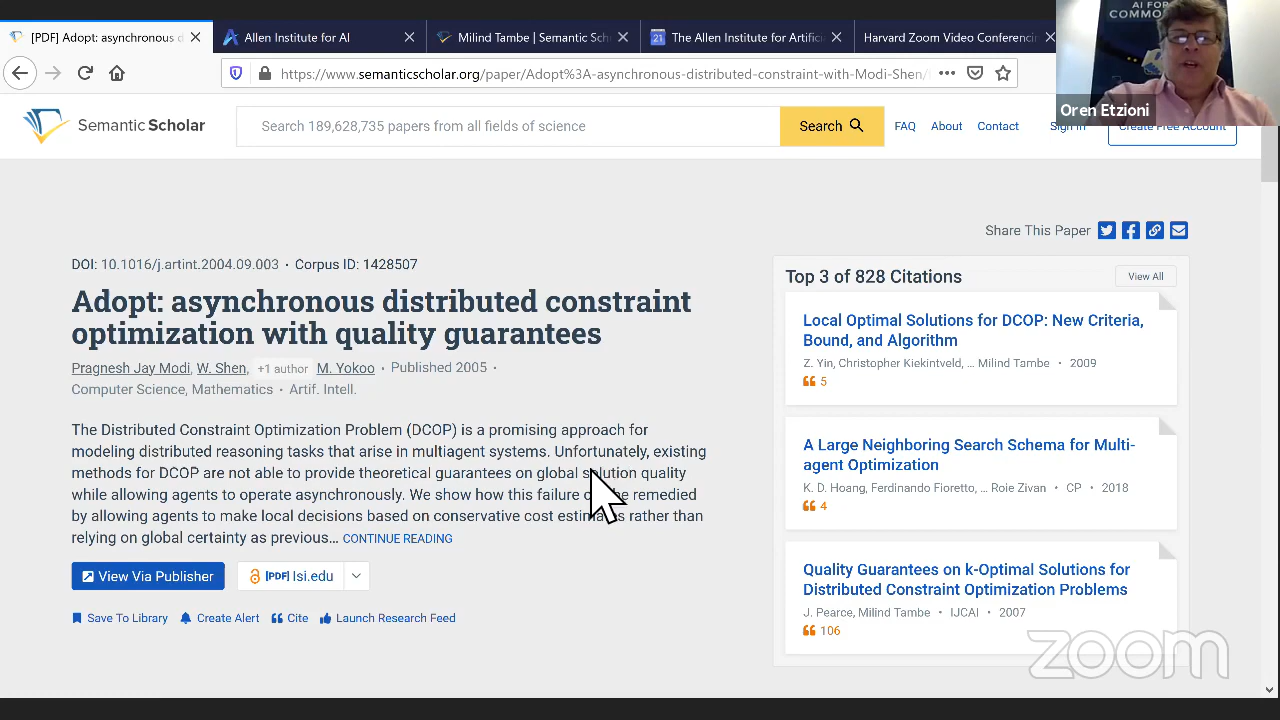 [PDF] Adopt: asynchronous d
Allen Institute for AI
Milind Tambe | Semantic Sch
21 The Allen Institute for Artific
Harvard Zoom Video Conferencin
https://www.semanticscholar.org/paper/Adopt%3A-asynchronous-distributed-constraint-with-Modi-Shen/
AI FOR
COMMO
Oren Etzioni
Semantic Scholar
Search 189,628,735 papers from all fields of science
Search
FAQ
About
Contact
Sign In
Create Free Account
Share This Paper
DOI: 10.1016/j.artint.2004.09.003 • Corpus ID: 1428507
Adopt: asynchronous distributed constraint
optimization with quality guarantees
Pragnesh Jay Modi, W. Shen, +1 author M. Yokoo • Published 2005 •
Computer Science, Mathematics • Artif. Intell.
The Distributed Constraint Optimization Problem (DCOP) is a promising approach for
modeling distributed reasoning tasks that arise in multiagent systems. Unfortunately, existing
methods for DCOP are not able to provide theoretical guarantees on global solution quality
while allowing agents to operate asynchronously. We show how this failure be remedied
by allowing agents to make local decisions based on conservative cost estimates rather than
relying on global certainty as previous… CONTINUE READING
View Via Publisher
[PDF] Isi.edu
Save To Library
Create Alert
Cite
Launch Research Feed
Top 3 of 828 Citations
View All
Local Optimal Solutions for DCOP: New Criteria,
Bound, and Algorithm
Z. Yin, Christopher Kiekintveld, ... Milind Tambe • 2009
5
A Large Neighboring Search Schema for Multi-
agent Optimization
K. D. Hoang, Ferdinando Fioretto, ... Roie Zivan • CP • 2018
4
Quality Guarantees on k-Optimal Solutions for
Distributed Constraint Optimization Problems
J. Pearce, Milind Tambe • IJCAI • 2007
106
zoom